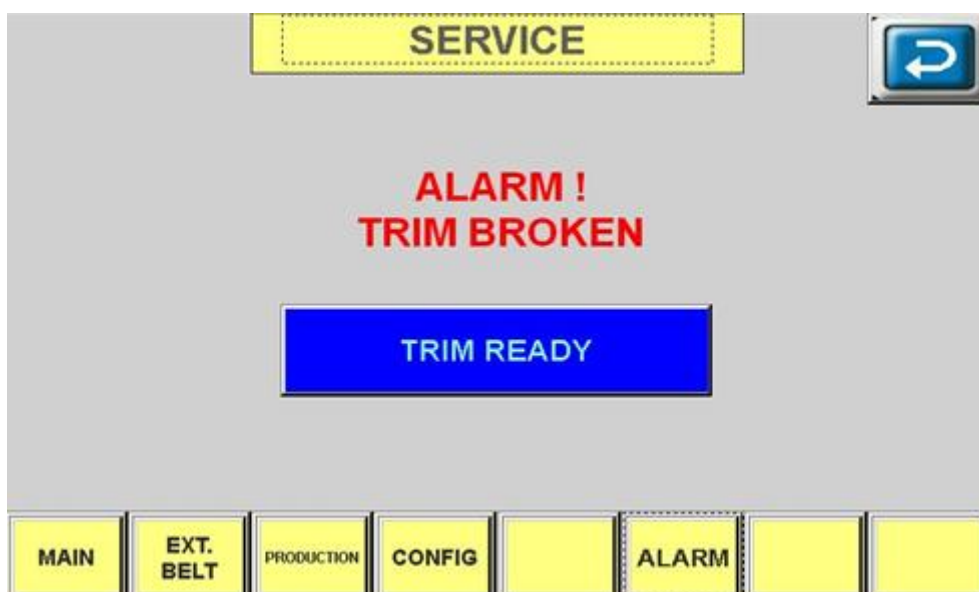 SERVICE
ALARM !
TRIM BROKEN
TRIM READY
MAIN
EXT.
BELT
PRODUCTION
CONFIG
ALARM